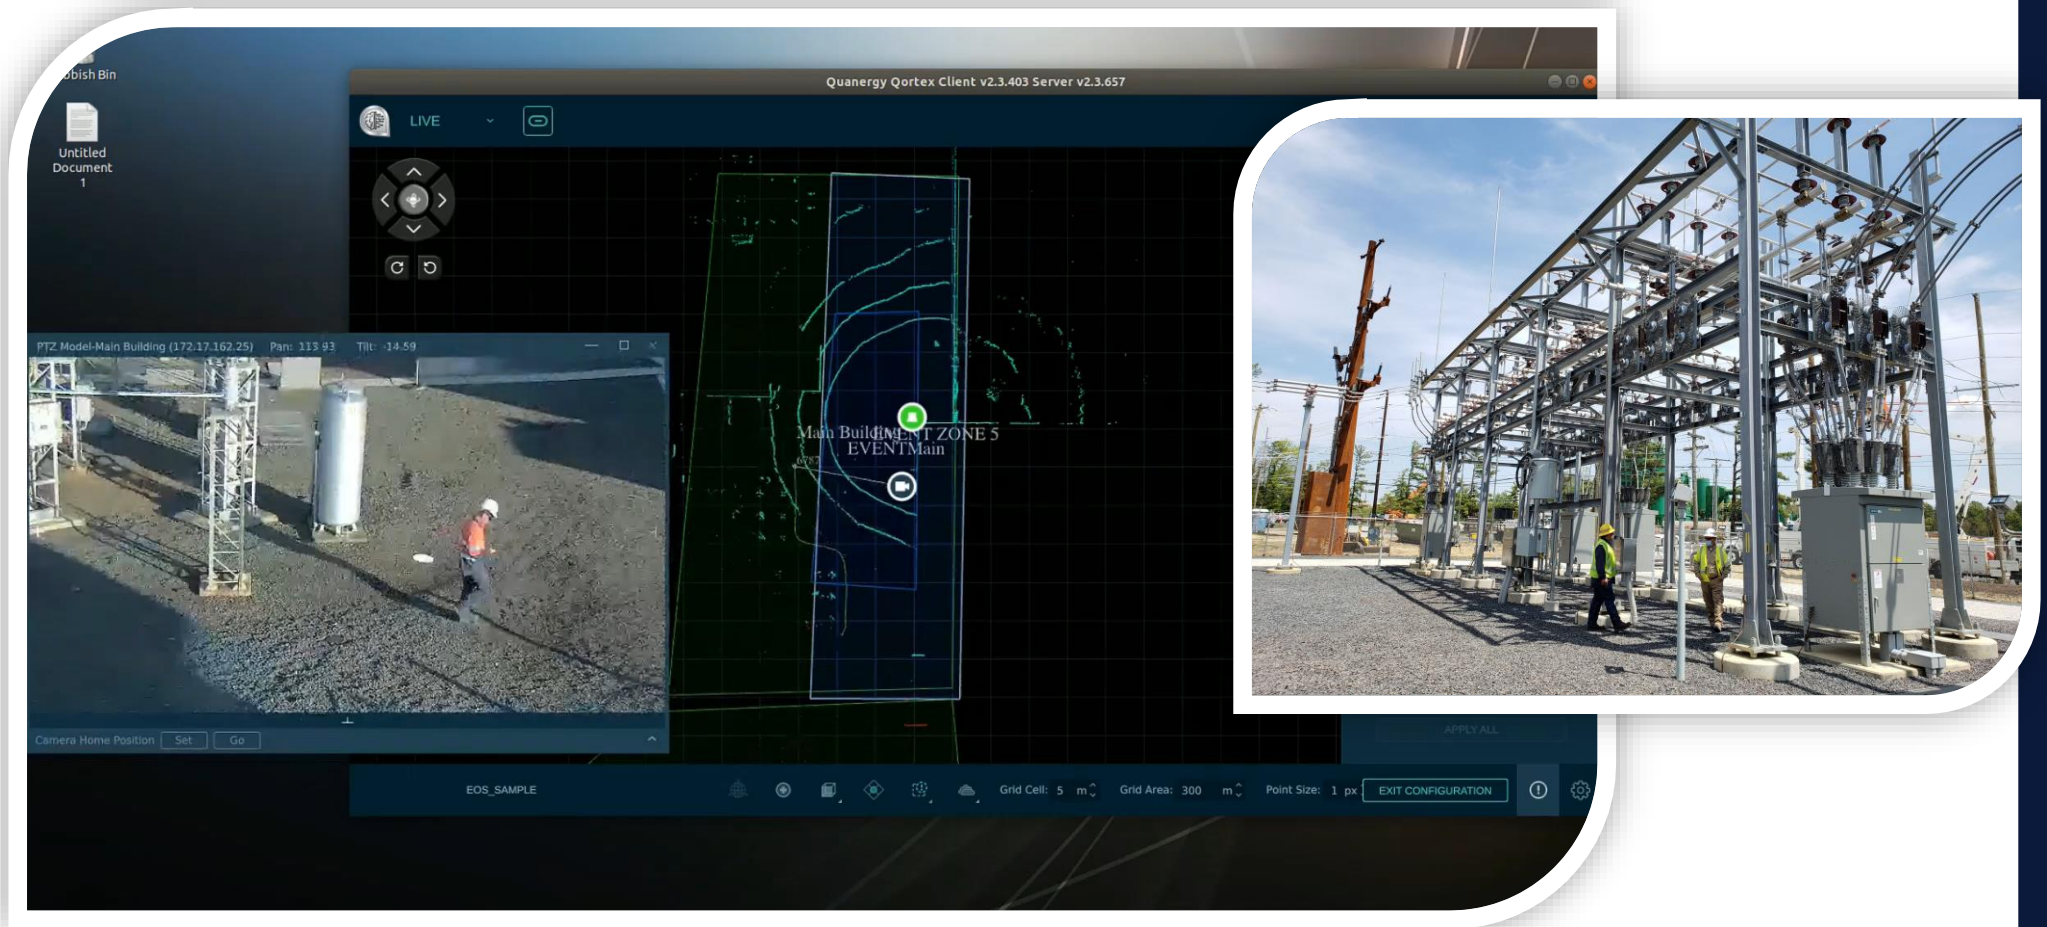 obish Bin
Untitled
Document
1
Quanergy Qortex Client v2.3.403 Server v2.3.657
LIVE
PTZ Model-Main Building (172.17.162.25) Pan: 113.93 Tilt: -14.59
Main Building
EVENT ZONE 5
EVENTMain
Camera Home Position Set Go
APPLY ALL
EOS_SAMPLE
Grid Cell: 5 m
Grid Area: 300 m
Point Size: 1 px
EXIT CONFIGURATION